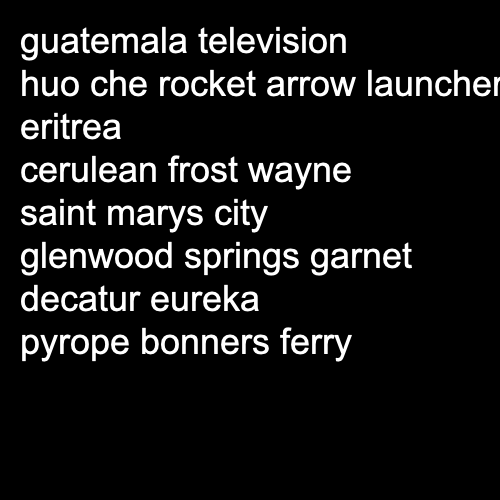 guatemala television
huo che rocket arrow launcher
eritrea
cerulean frost wayne
saint marys city
glenwood springs garnet
decatur eureka
pyrope bonners ferry